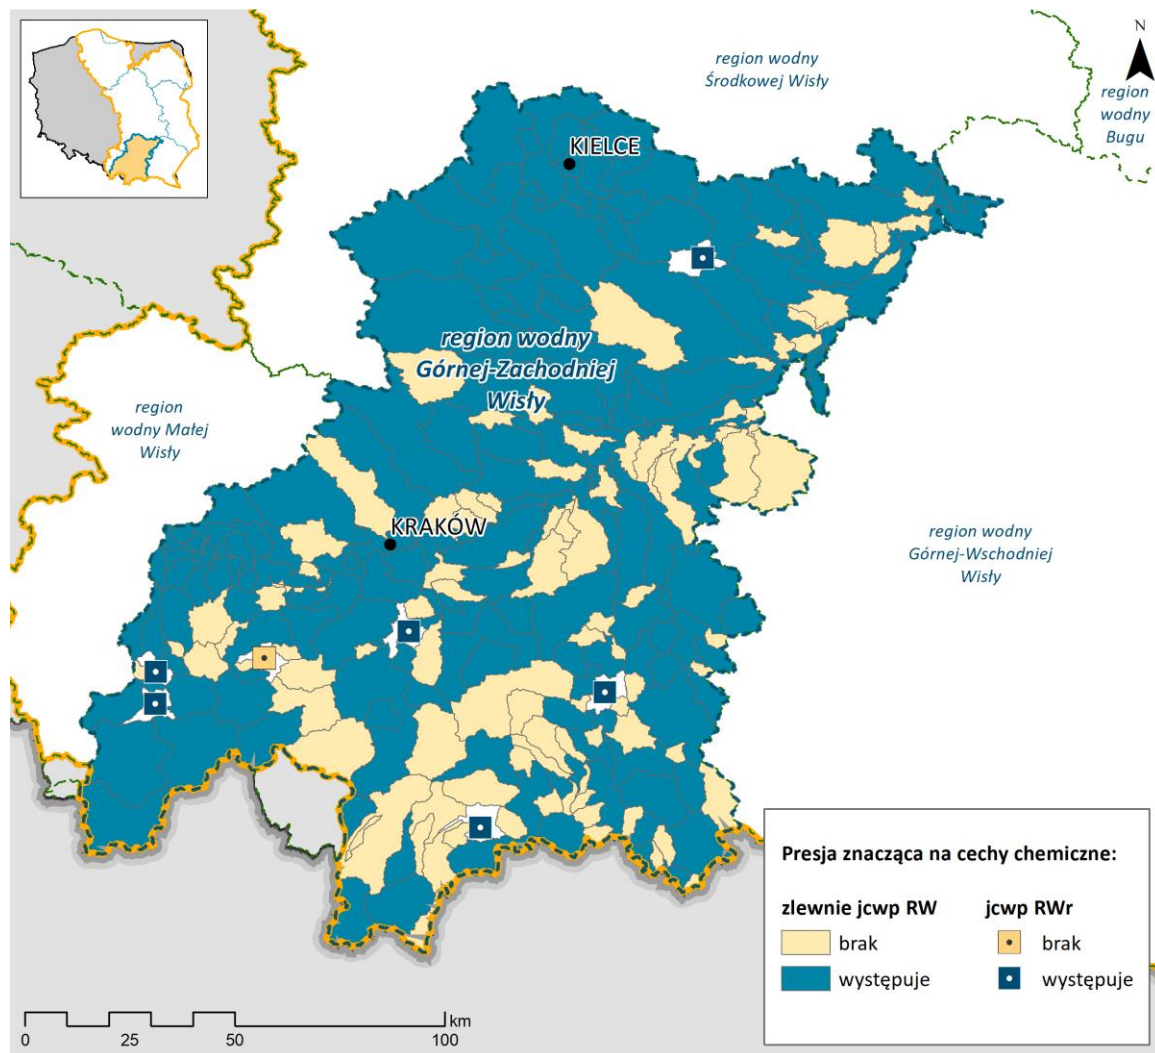 N
region wodny
Środkowej Wisły
region
wodny
Bugu
KIELCE
region wodny
Górnej-Zachodniej
Wisły
region
wodny Małej
Wisły
KRAKÓW
region wodny
Górnej-Wschodniej
Wisły
Presja znacząca na cechy chemiczne:
zlewnie jcwp RW
jcwp RWr
brak
brak
występuje
występuje
km
0 25 50 100